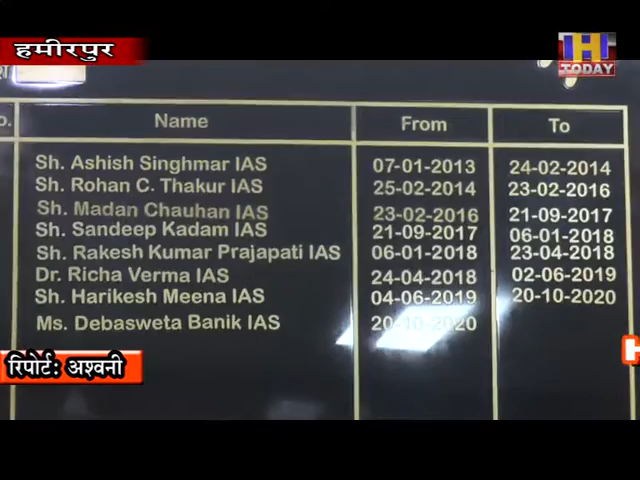 हमीरपुर
IHI
TODAY
o. Name From To
Sh. Ashish Singhmar IAS 07-01-2013 24-02-2014
Sh. Rohan C. Thakur IAS 25-02-2014 23-02-2016
Sh. Madan Chauhan IAS 23-02-2016 21-09-2017
Sh. Sandeep Kadam IAS 21-09-2017 06-01-2018
Sh. Rakesh Kumar Prajapati IAS 06-01-2018 23-04-2018
Dr. Richa Verma IAS 24-04-2018 02-06-2019
Sh. Harikesh Meena IAS 04-06-2019 20-10-2020
Ms. Debasweta Banik IAS 20-10-2020
रिपोर्ट: अश्वनी
H